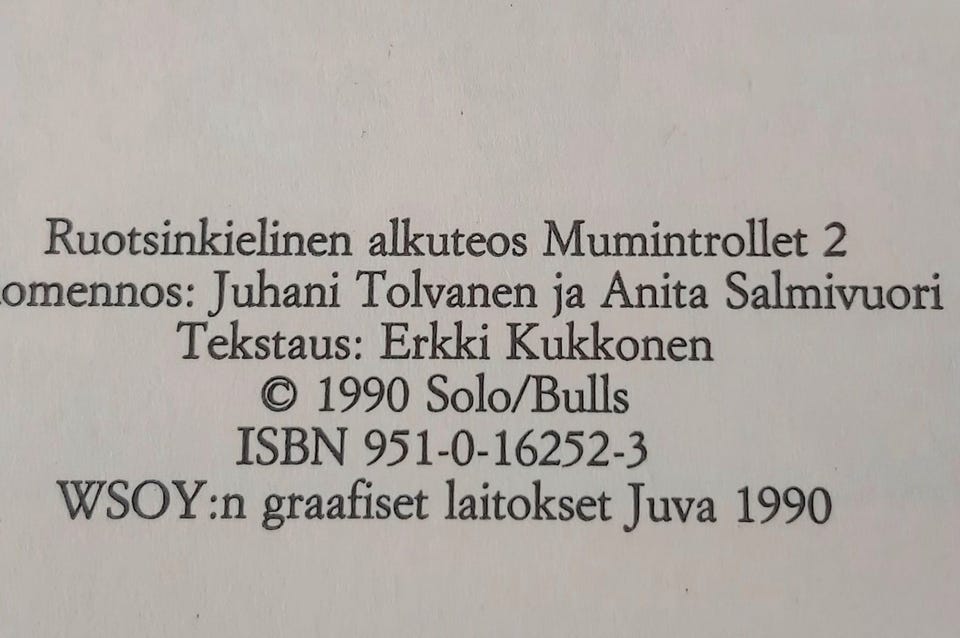 Ruotsinkielinen alkuteos Mumintrollet 2
omennos: Juhani Tolvanen ja Anita Salmivuori
Tekstaus: Erkki Kukkonen
© 1990 Solo/Bulls
ISBN 951-0-16252-3
WSOY:n graafiset laitokset Juva 1990